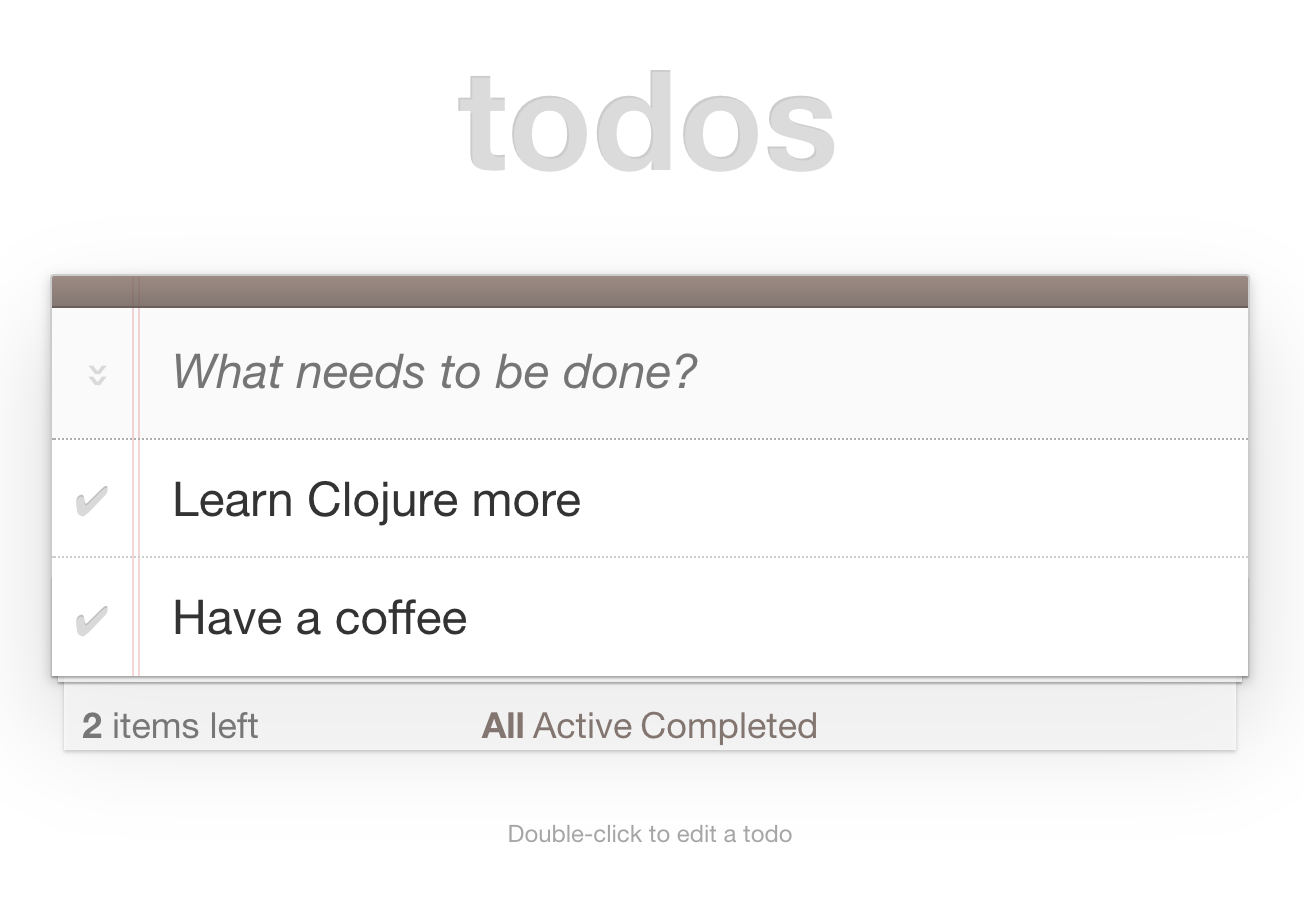 todos
What needs to be done?
Learn Clojure more
Have a coffee
2 items left All Active Completed
Double-click to edit a todo